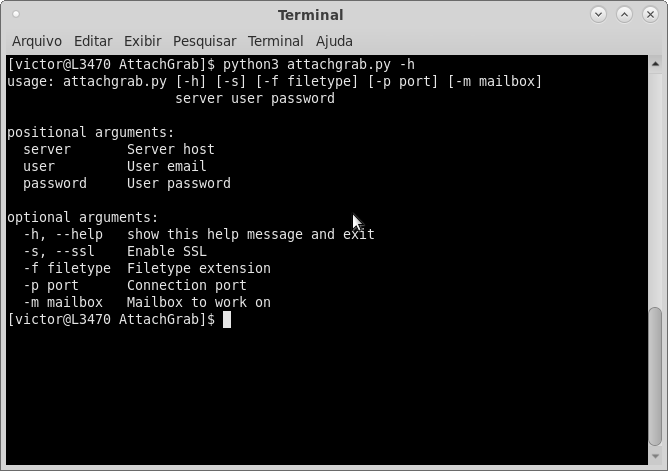 Terminal
Arquivo Editar Exibir Pesquisar Terminal Ajuda
[victor@L3470 AttachGrab]$ python3 attachgrab.py -h
usage: attachgrab.py [-h] [-s] [-f filetype] [-p port] [-m mailbox]
                     server user password

positional arguments:
  server       Server host
  user         User email
  password     User password

optional arguments:
  -h, --help   show this help message and exit
  -s, --ssl    Enable SSL
  -f filetype  Filetype extension
  -p port      Connection port
  -m mailbox   Mailbox to work on
[victor@L3470 AttachGrab]$